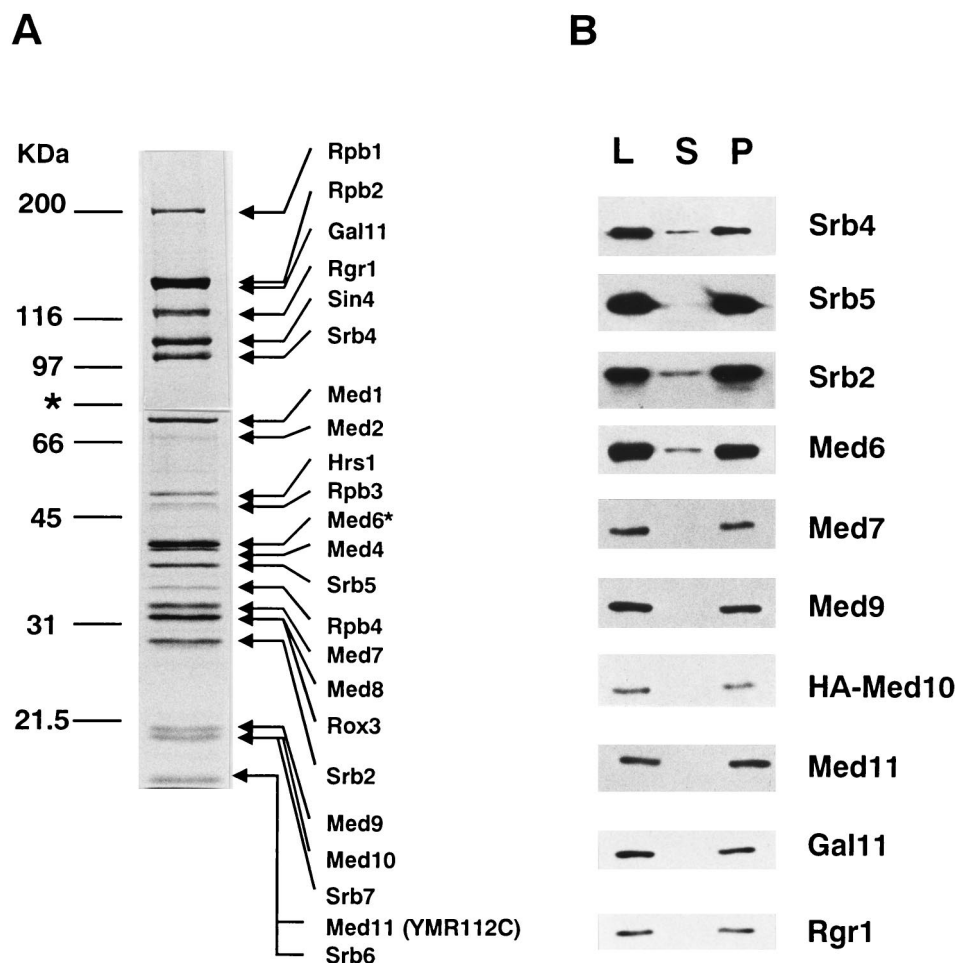 A
KDa
200
116
97
*
66
45
31
21.5
Rpb1
Rpb2
Gal11
Rgr1
Sin4
Srb4
Med1
Med2
Hrs1
Rpb3
Med6*
Med4
Srb5
Rpb4
Med7
Med8
Rox3
Srb2
Med9
Med10
Srb7
Med11 (YMR112C)
Srb6
B
L S P
Srb4
Srb5
Srb2
Med6
Med7
Med9
HA-Med10
Med11
Gal11
Rgr1